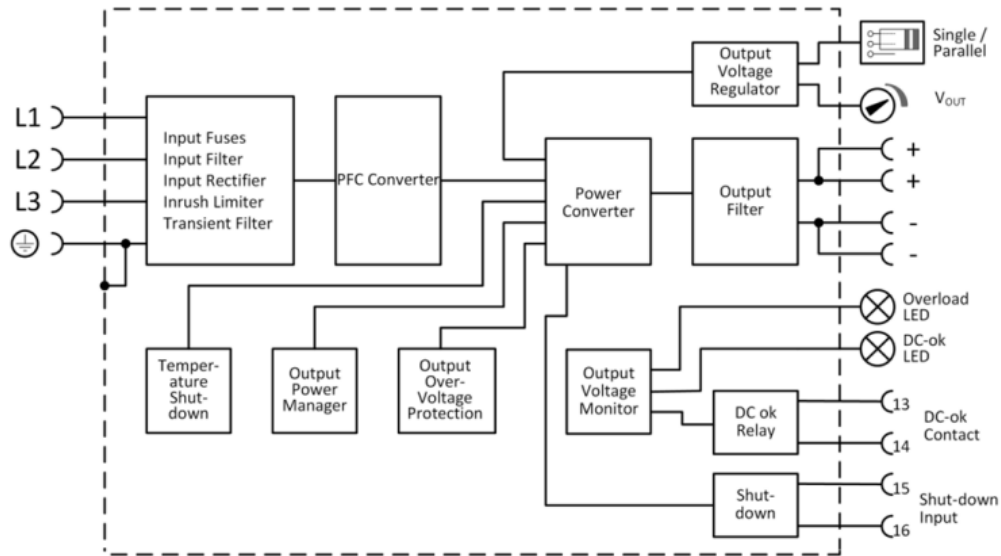 L1
L2
L3
Input Fuses
Input Filter
Input Rectifier
Inrush Limiter
Transient Filter
PFC Converter
Power
Converter
Output
Filter
Output
Voltage
Regulator
Single /
Parallel
VOUT
+
+
-
-
Temper-
ature
Shut-
down
Output
Power
Manager
Output
Over-
Voltage
Protection
Output
Voltage
Monitor
DC ok
Relay
Shut-
down
Overload
LED
DC-ok
LED
13
14
DC-ok
Contact
15
16
Shut-down
Input